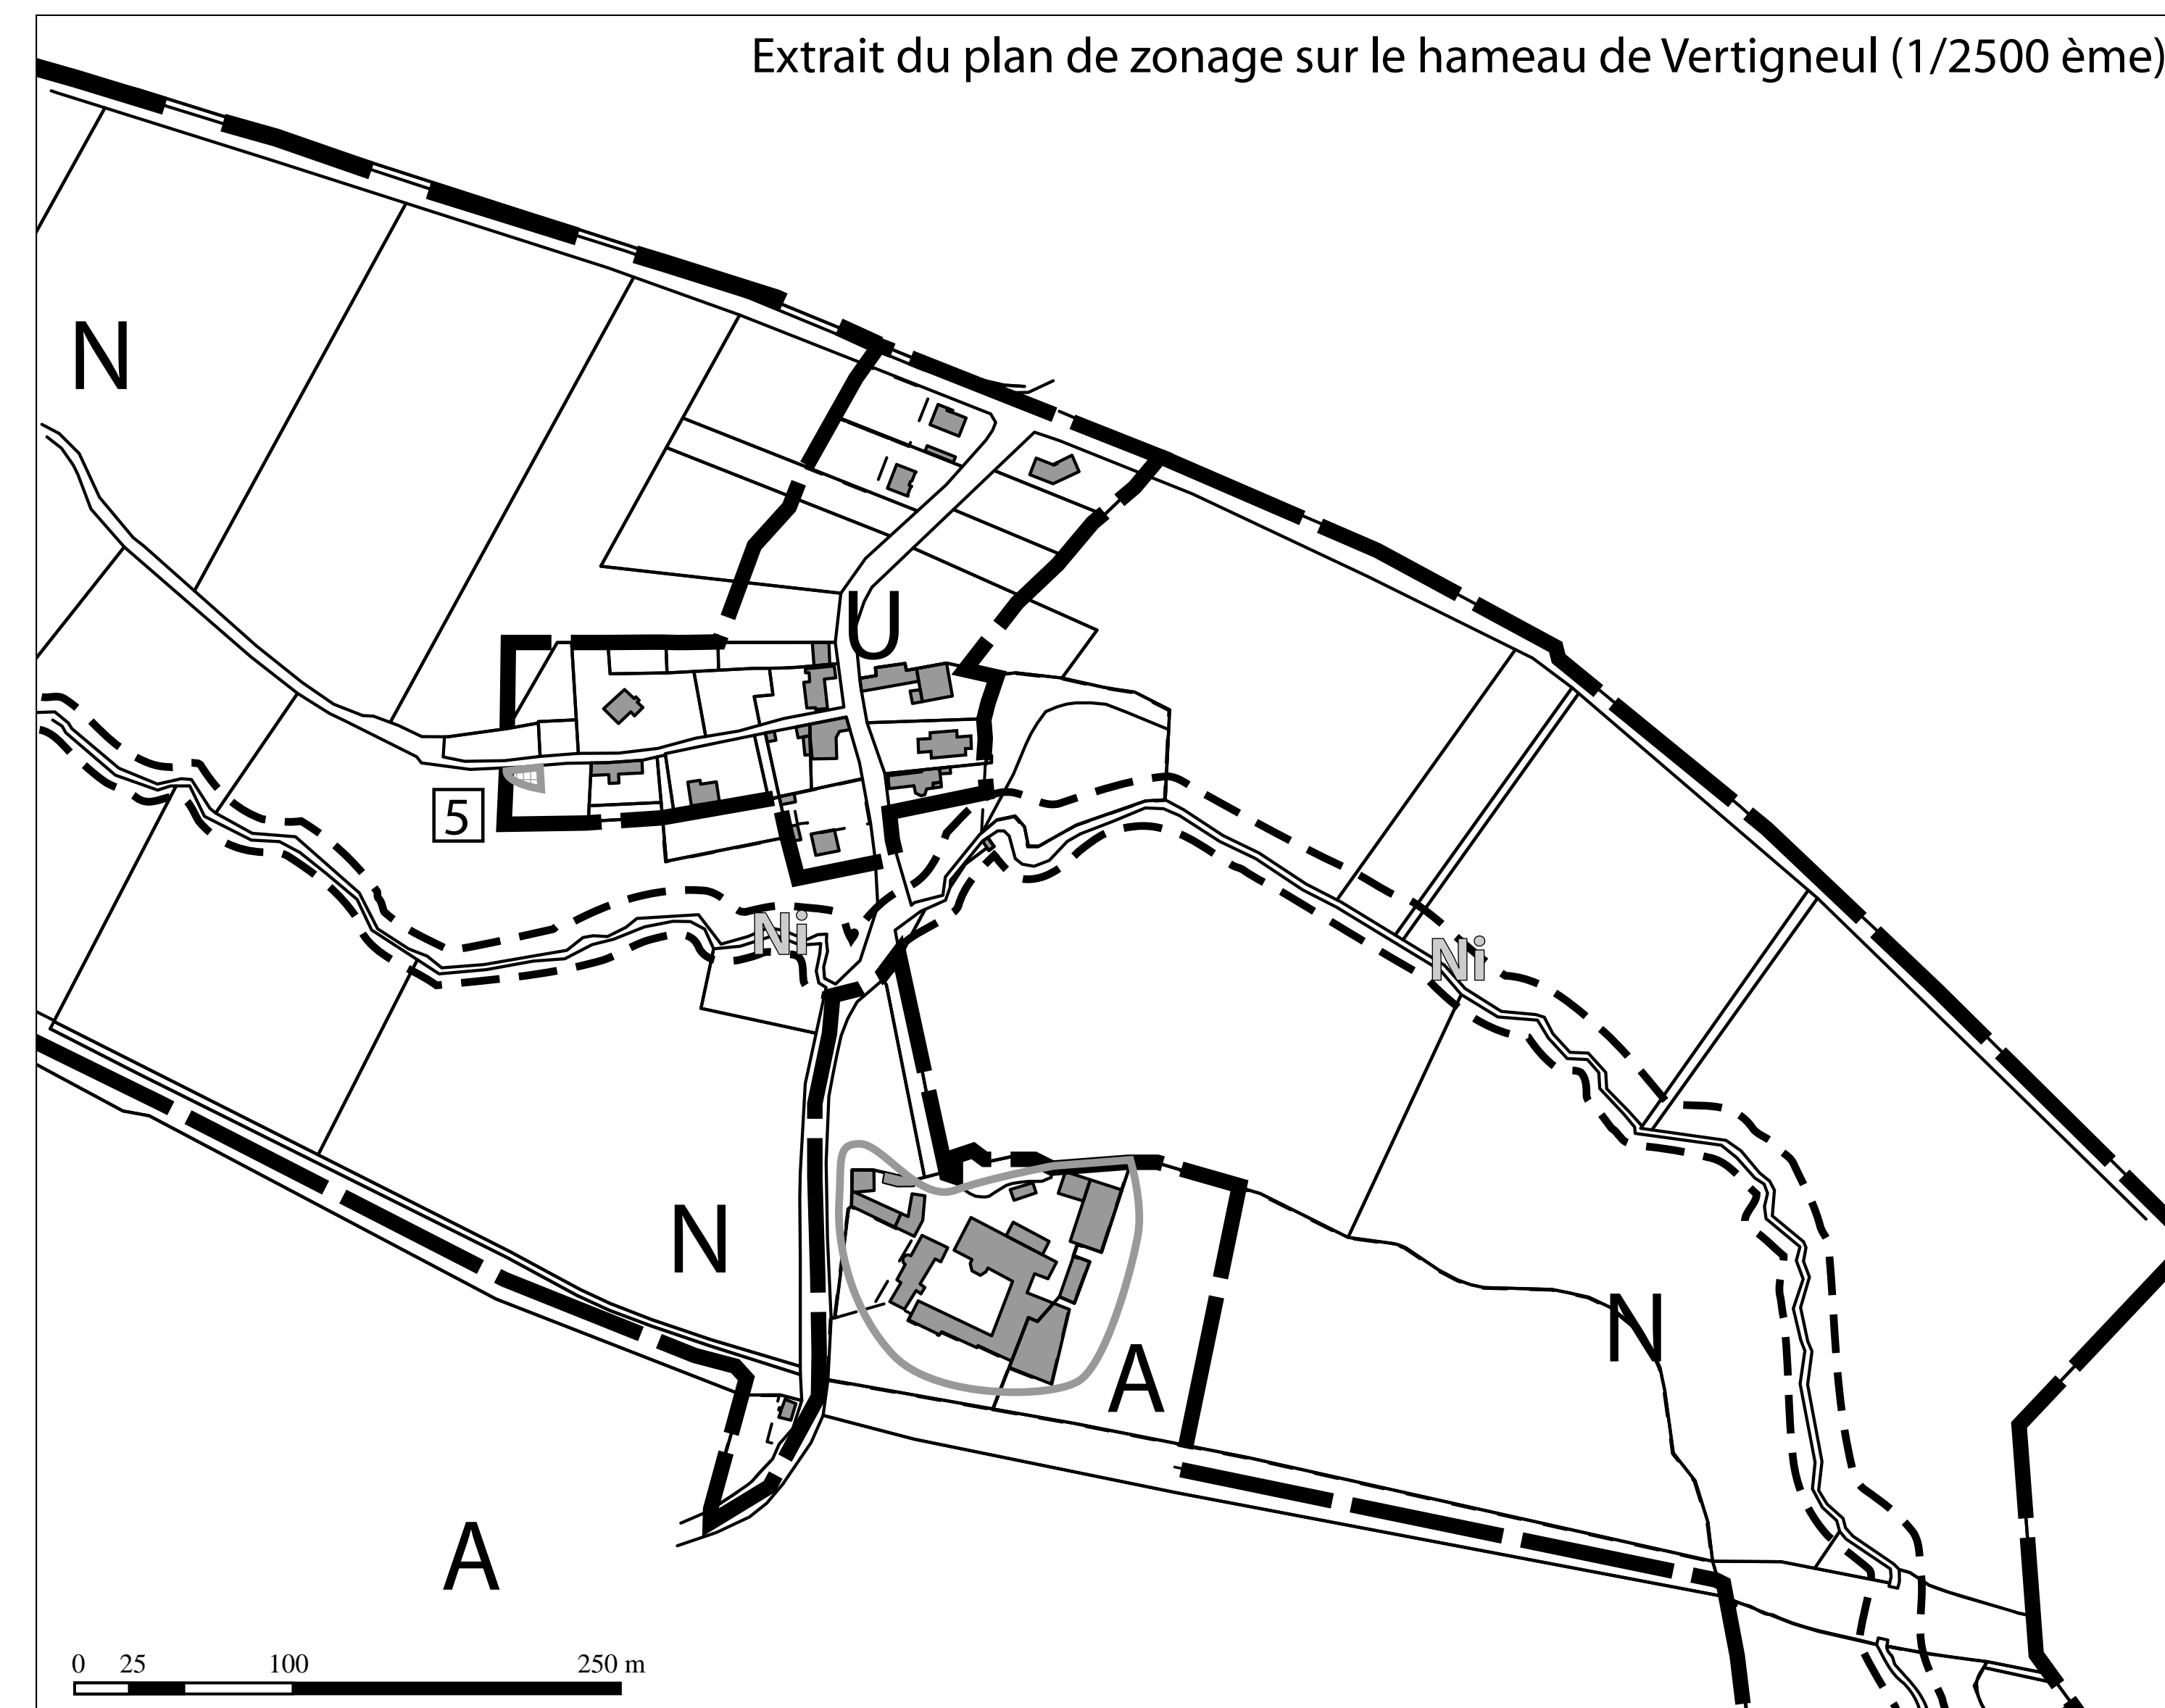 Extrait du plan de zonage sur le hameau de Vertigneul (1/2500 ème)
N
U
5
Ni
Ni
N
N
A
A
0 25 100 250 m